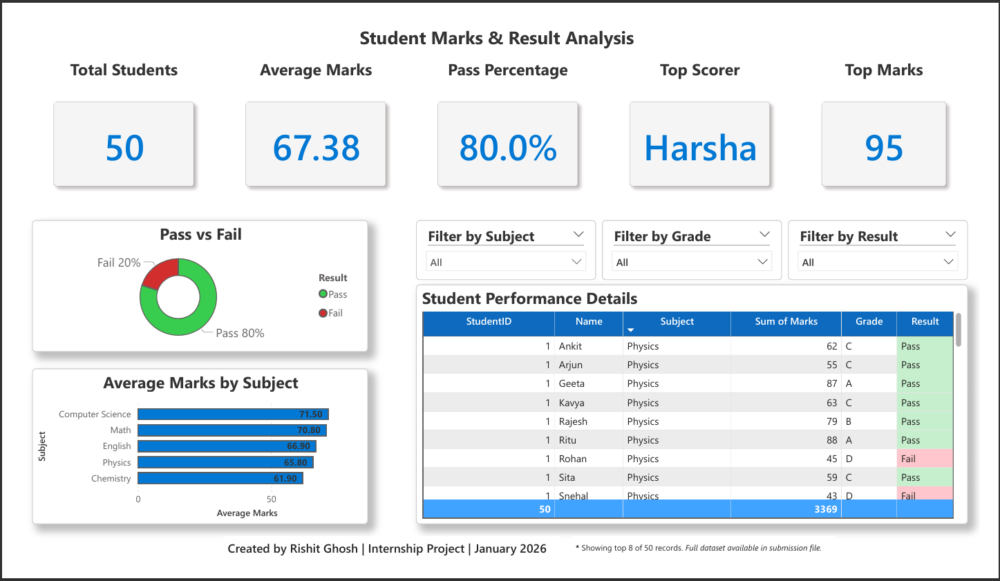 Student Marks & Result Analysis
Total Students Average Marks Pass Percentage Top Scorer Top Marks
50 67.38 80.0% Harsha 95
Pass vs Fail
Fail 20%
Pass 80%
Result
Pass
Fail
Average Marks by Subject
Subject
Computer Science 71.50
Math 70.80
English 66.90
Physics 65.80
Chemistry 61.90
0 50
Average Marks
Filter by Subject
All
Filter by Grade
All
Filter by Result
All
Student Performance Details
StudentID Name Subject Sum of Marks Grade Result
1 Ankit Physics 62 C Pass
1 Arjun Physics 55 C Pass
1 Geeta Physics 87 A Pass
1 Kavya Physics 63 C Pass
1 Rajesh Physics 79 B Pass
1 Ritu Physics 88 A Pass
1 Rohan Physics 45 D Fail
1 Sita Physics 59 C Pass
1 Snehal Physics 43 D Fail
50 3369
Created by Rishit Ghosh | Internship Project | January 2026
* Showing top 8 of 50 records. Full dataset available in submission file.